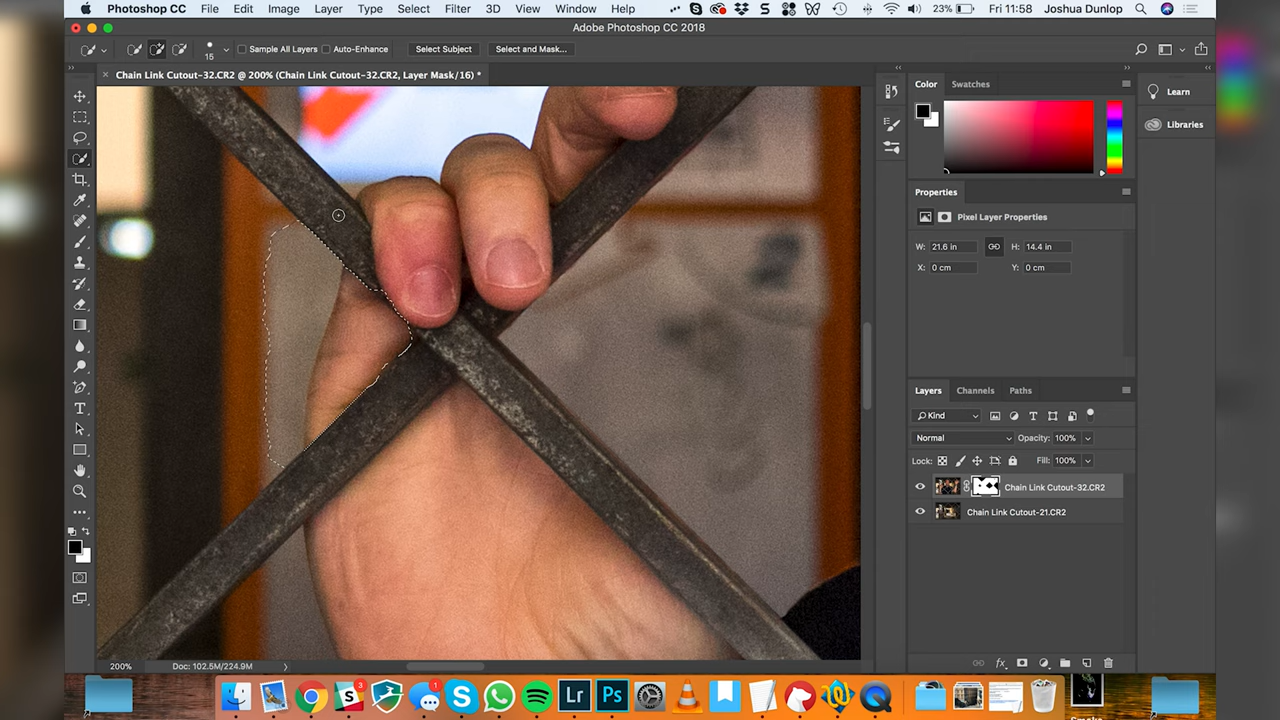 Photoshop CC File Edit Image Layer Type Select Filter 3D View Window Help 23% Fri 11:58 Joshua Dunlop
Adobe Photoshop CC 2018
15 Sample All Layers Auto-Enhance Select Subject Select and Mask...
Chain Link Cutout-32.CR2 @ 200% (Chain Link Cutout-32.CR2, Layer Mask/16) *
Color Swatches
Learn
Libraries
Properties
Pixel Layer Properties
W: 21.6 in H: 14.4 in
X: 0 cm Y: 0 cm
Layers Channels Paths
Kind
Normal Opacity: 100%
Lock: Fill: 100%
Chain Link Cutout-32.CR2
Chain Link Cutout-21.CR2
fx
200% Doc: 102.5M/224.9M
3
1
Lr
Ps